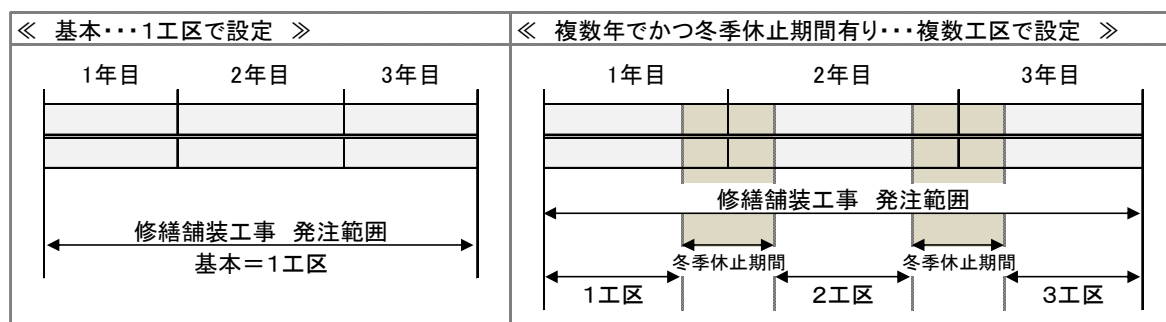 ≪ 基本・・・1工区で設定 ≫
1年目 2年目 3年目
修繕舗装工事 発注範囲
基本=1工区
≪ 複数年でかつ冬季休止期間有り・・・複数工区で設定 ≫
1年目 2年目 3年目
修繕舗装工事 発注範囲
冬季休止期間 冬季休止期間
1工区 2工区 3工区